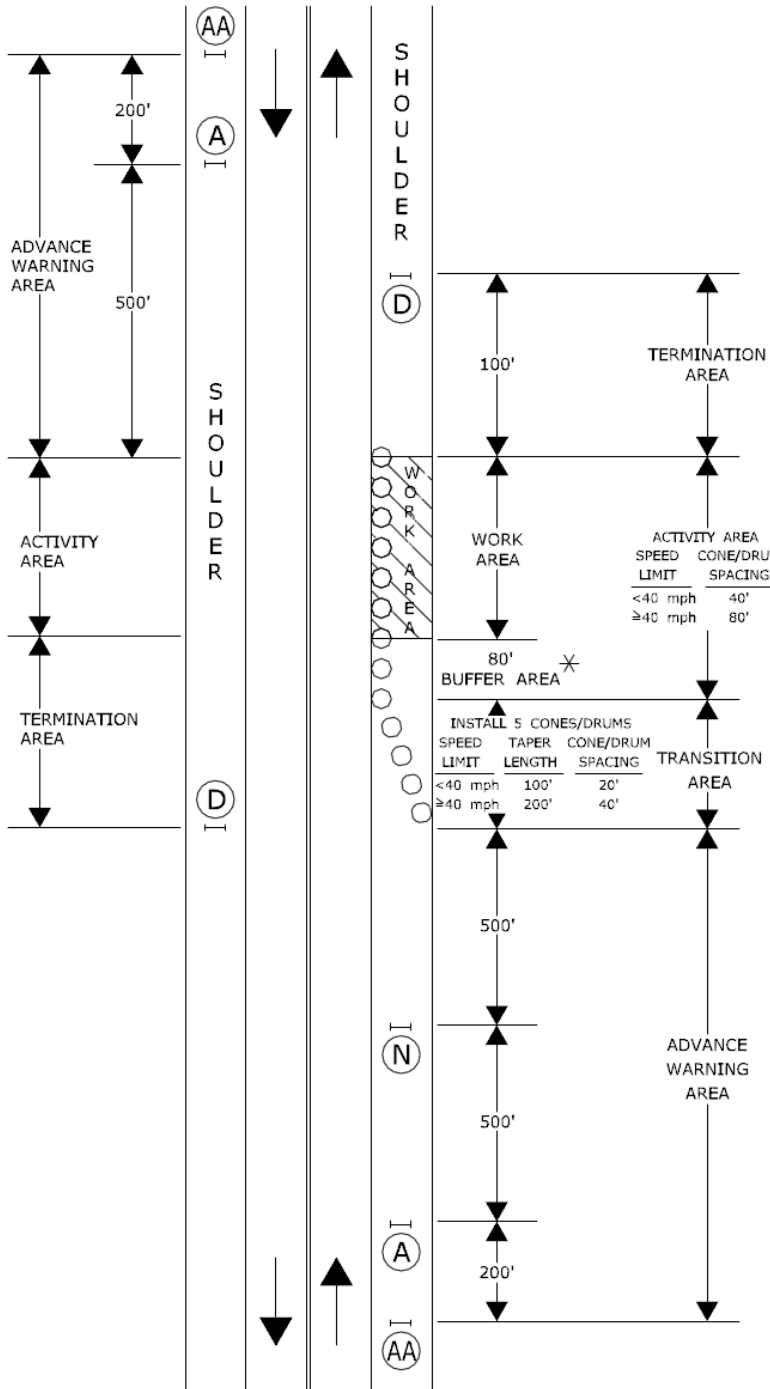 AA
200'
A
ADVANCE
WARNING
AREA
500'
SHOULDER
ACTIVITY
AREA
TERMINATION
AREA
D
SHOULDER
D
100'
TERMINATION
AREA
WORK AREA
WORK
AREA
ACTIVITY AREA
SPEED CONE/DRU
LIMIT SPACING
<40 mph 40'
≥40 mph 80'
80'
BUFFER AREA *
INSTALL 5 CONES/DRUMS
SPEED TAPER CONE/DRUM
LIMIT LENGTH SPACING
<40 mph 100' 20'
≥40 mph 200' 40'
TRANSITION
AREA
500'
N
500'
ADVANCE
WARNING
AREA
A
200'
AA